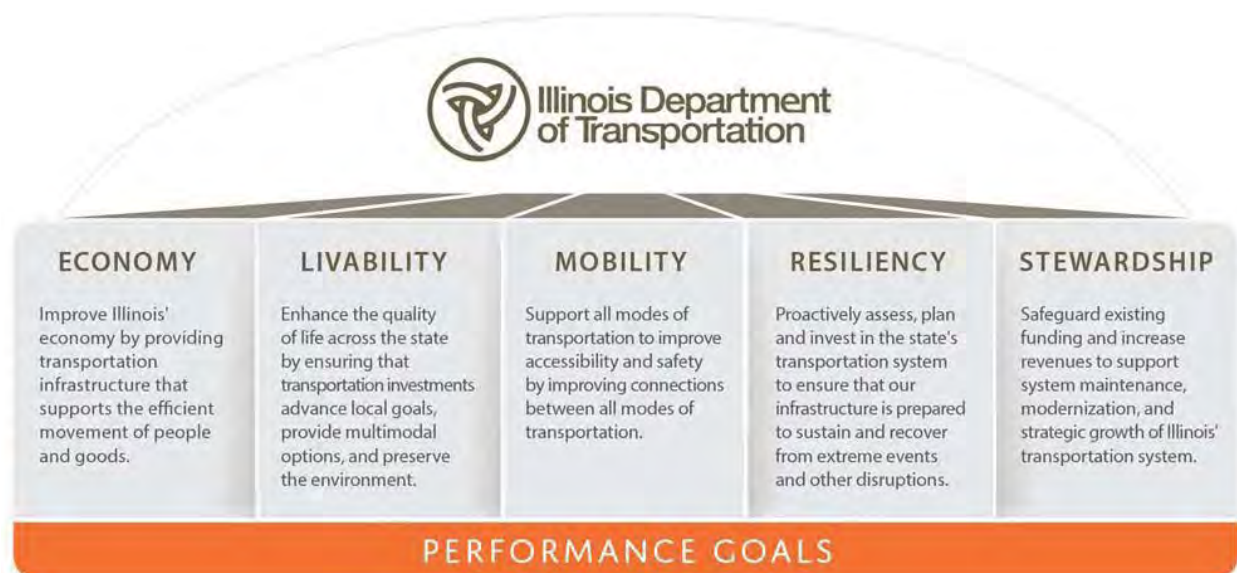 Illinois Department
of Transportation
ECONOMY
Improve Illinois'
economy by providing
transportation
infrastructure that
supports the efficient
movement of people
and goods.
LIVABILITY
Enhance the quality
of life across the state
by ensuring that
transportation investments
advance local goals,
provide multimodal
options, and preserve
the environment.
MOBILITY
Support all modes of
transportation to improve
accessibility and safety
by improving connections
between all modes of
transportation.
RESILIENCY
Proactively assess, plan
and invest in the state's
transportation system
to ensure that our
infrastructure is prepared
to sustain and recover
from extreme events
and other disruptions.
STEWARDSHIP
Safeguard existing
funding and increase
revenues to support
system maintenance,
modernization, and
strategic growth of Illinois'
transportation system.
PERFORMANCE GOALS